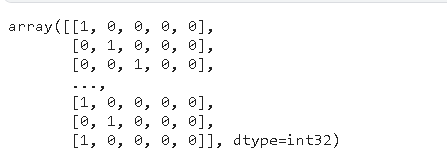 array([[1, 0, 0, 0, 0],
       [0, 1, 0, 0, 0],
       [0, 0, 1, 0, 0],
       ...,
       [1, 0, 0, 0, 0],
       [0, 1, 0, 0, 0],
       [1, 0, 0, 0, 0]], dtype=int32)